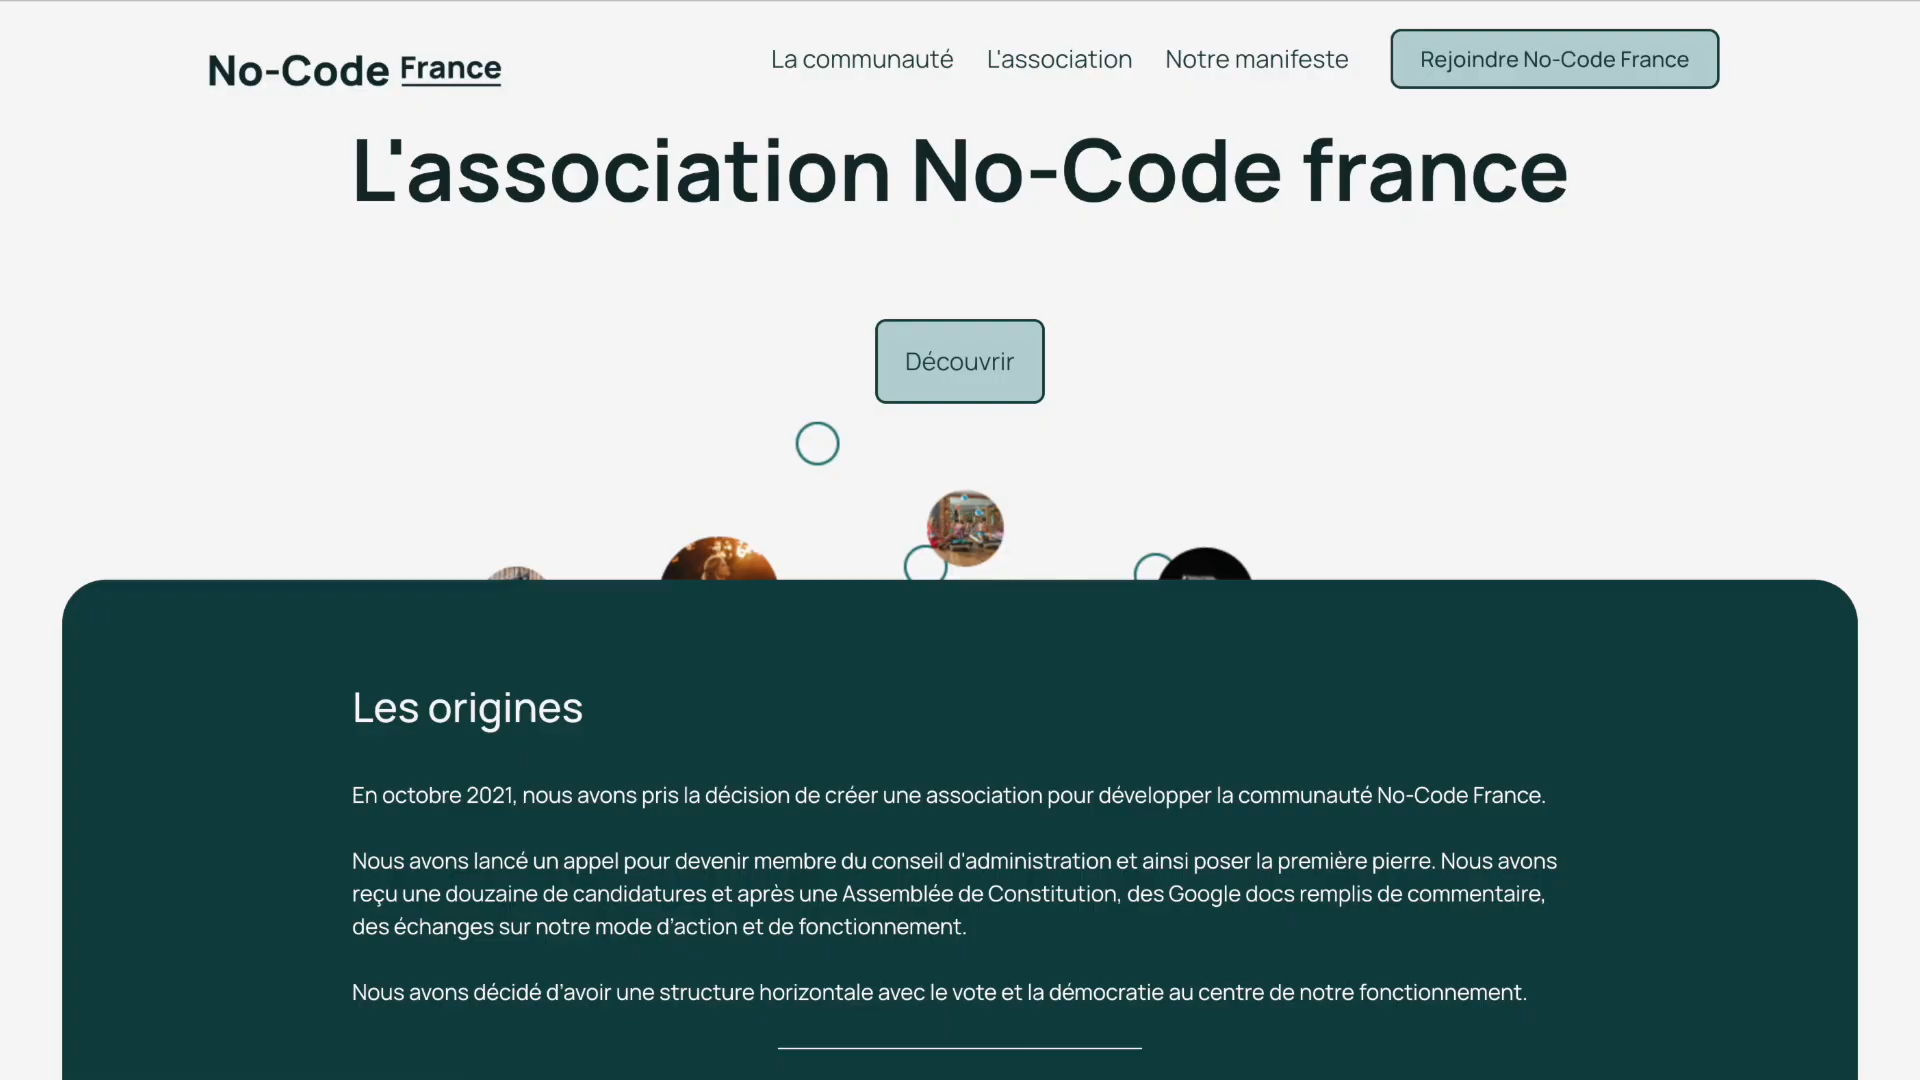 No-Code France
La communauté
L'association
Notre manifeste
Rejoindre No-Code France
L'association No-Code france
Découvrir
Les origines
En octobre 2021, nous avons pris la décision de créer une association pour développer la communauté No-Code France.
Nous avons lancé un appel pour devenir membre du conseil d'administration et ainsi poser la première pierre. Nous avons
reçu une douzaine de candidatures et après une Assemblée de Constitution, des Google docs remplis de commentaire,
des échanges sur notre mode d’action et de fonctionnement.
Nous avons décidé d’avoir une structure horizontale avec le vote et la démocratie au centre de notre fonctionnement.